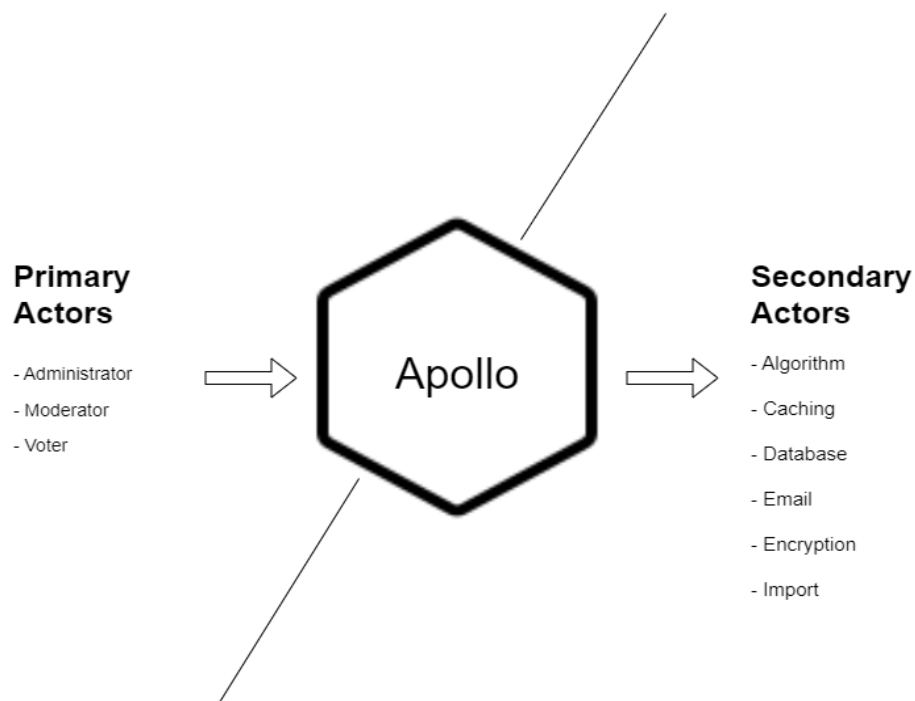 Primary
Actors
- Administrator
- Moderator
- Voter
Apollo
Secondary
Actors
- Algorithm
- Caching
- Database
- Email
- Encryption
- Import